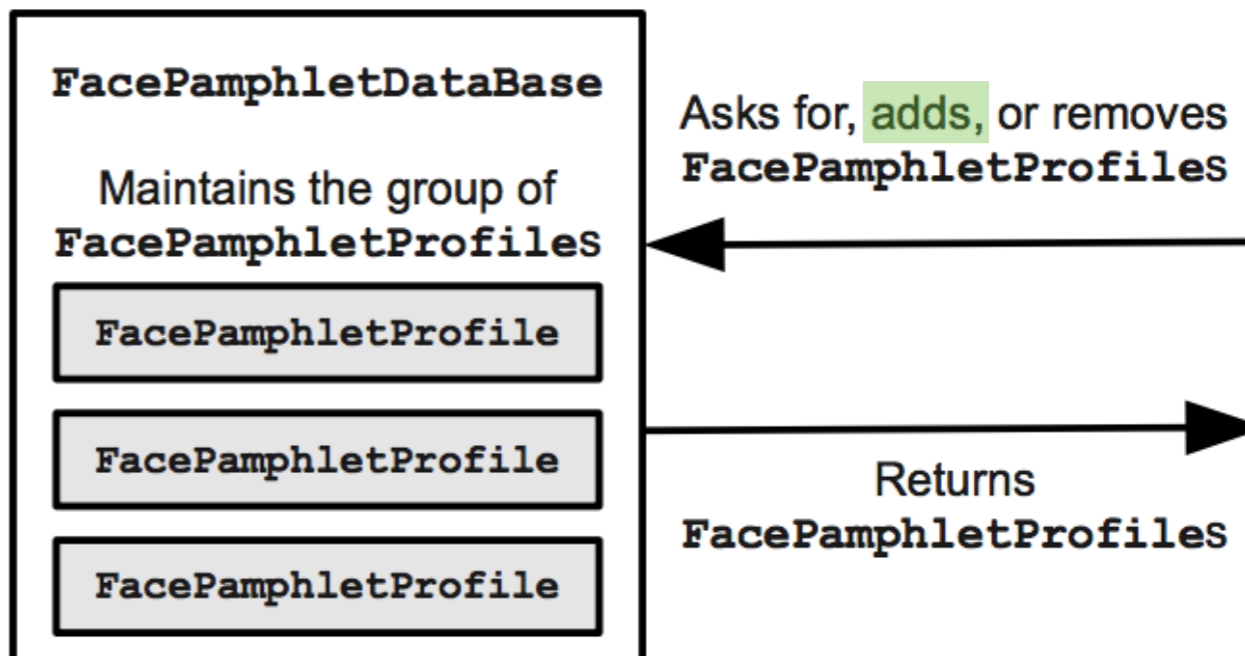 FacePamphletDataBase
Maintains the group of
FacePamphletProfiles
FacePamphletProfile
FacePamphletProfile
FacePamphletProfile
Asks for, adds, or removes
FacePamphletProfiles
Returns
FacePamphletProfiles